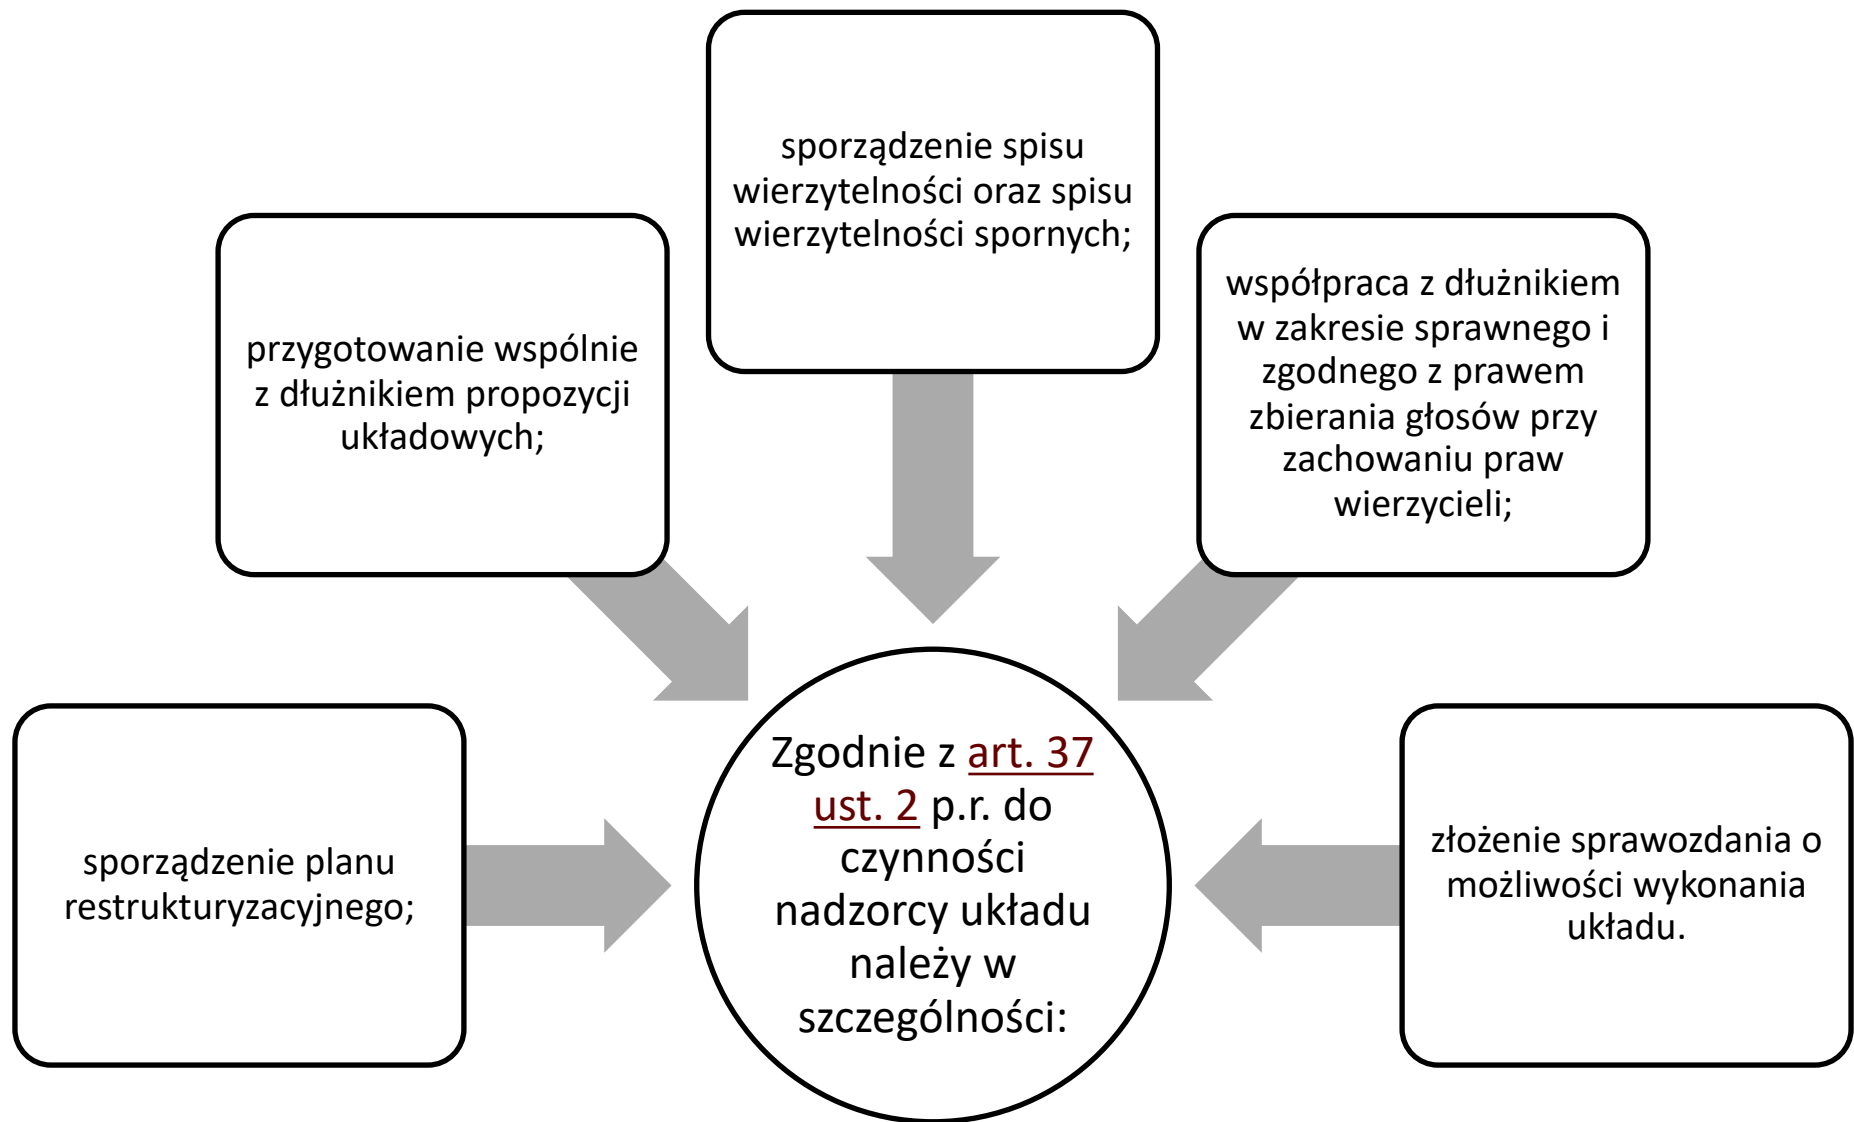 sporządzenie spisu
wierzytelności oraz spisu
wierzytelności spornych;
przygotowanie wspólnie
z dłużnikiem propozycji
układowych;
współpraca z dłużnikiem
w zakresie sprawnego i
zgodnego z prawem
zbierania głosów przy
zachowaniu praw
wierzycieli;
sporządzenie planu
restrukturyzacyjnego;
Zgodnie z art. 37
ust. 2 p.r. do
czynności
nadzorcy układu
należy w
szczególności:
złożenie sprawozdania o
możliwości wykonania
układu.